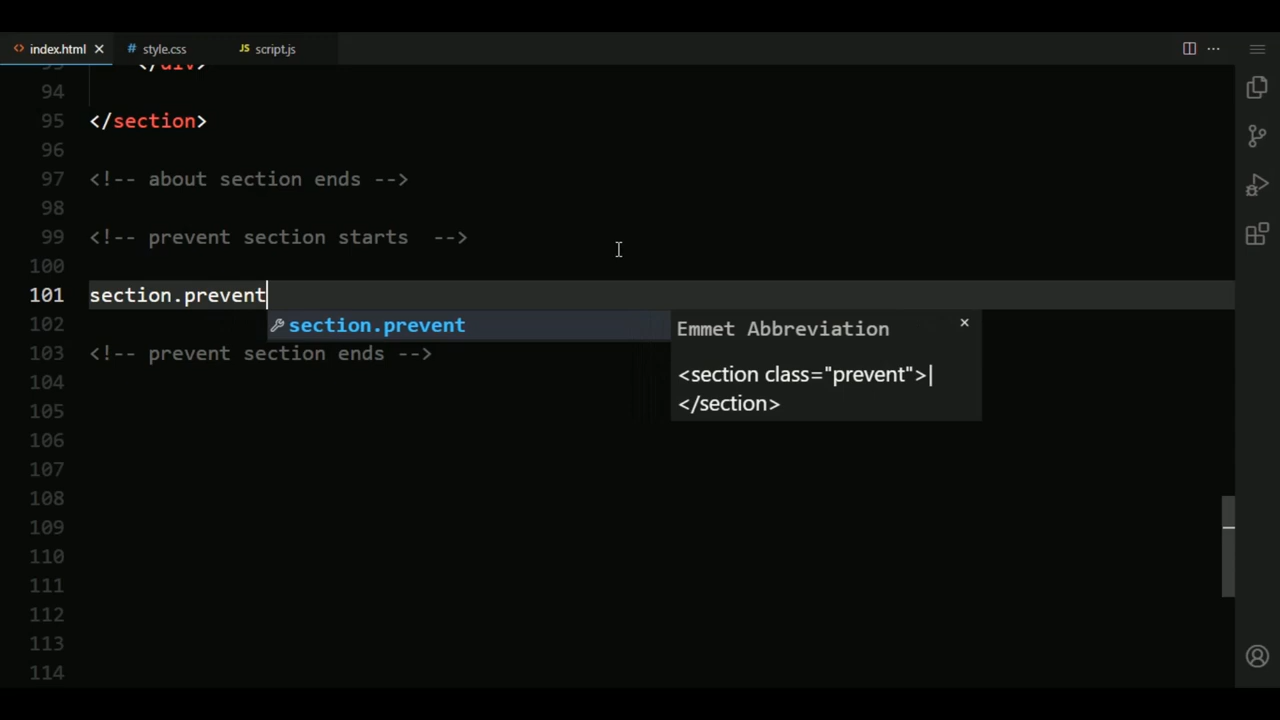 <> index.html ×
# style.css
JS script.js
93 </div>
94
95 </section>
96
97 <!-- about section ends -->
98
99 <!-- prevent section starts  -->
100
101 section.prevent
section.prevent
Emmet Abbreviation ×
<section class="prevent">|
</section>
102
103 <!-- prevent section ends -->
104
105
106
107
108
109
110
111
112
113
114